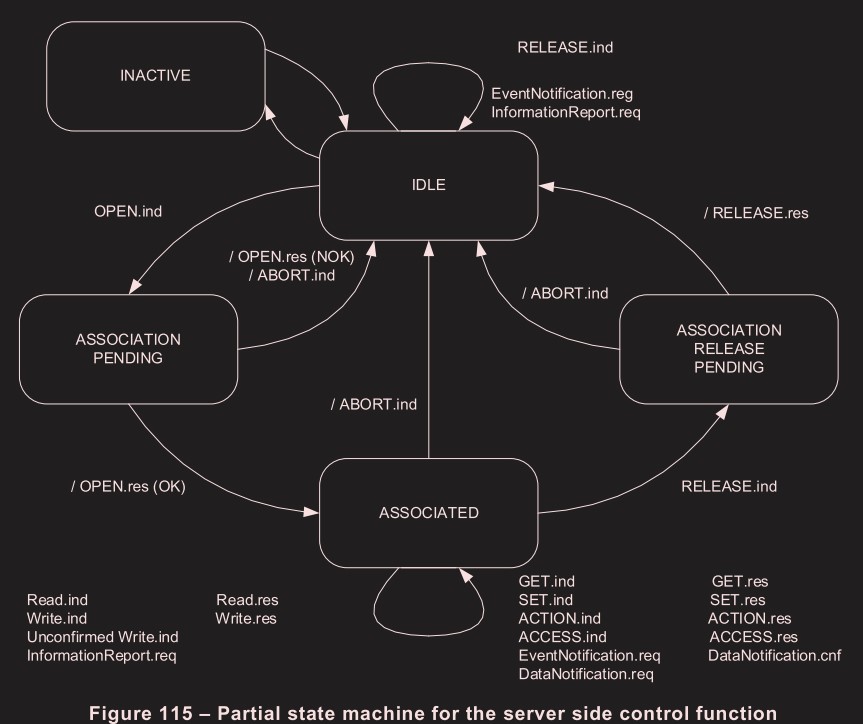 RELEASE.ind
INACTIVE
EventNotification.reg
InformationReport.req
IDLE
OPEN.ind
/ RELEASE.res
/ OPEN.res (NOK)
/ ABORT.ind
/ ABORT.ind
ASSOCIATION
PENDING
ASSOCIATION
RELEASE
PENDING
/ ABORT.ind
/ OPEN.res (OK)
RELEASE.ind
ASSOCIATED
Read.ind
Write.ind
Unconfirmed Write.ind
InformationReport.req
Read.res
Write.res
GET.ind
SET.ind
ACTION.ind
ACCESS.ind
EventNotification.req
DataNotification.req
GET.res
SET.res
ACTION.res
ACCESS.res
DataNotification.cnf
Figure 115 – Partial state machine for the server side control function